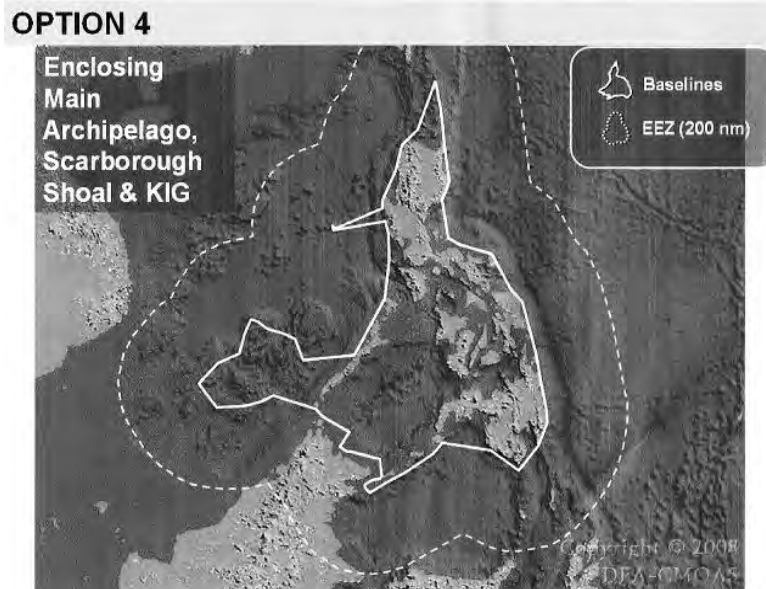 OPTION 4
Enclosing
Main
Archipelago,
Scarborough
Shoal & KIG
Baselines
EEZ (200 nm)
Copyright © 2008
DFA-CMOAS